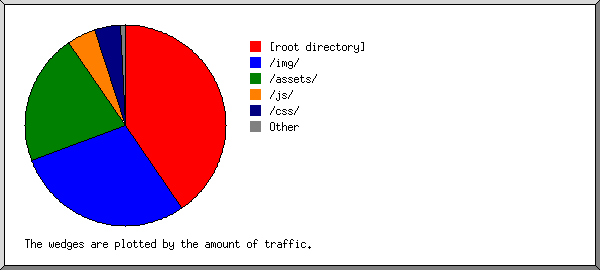 [root directory]
/img/
/assets/
/js/
/css/
Other
The wedges are plotted by the amount of traffic.